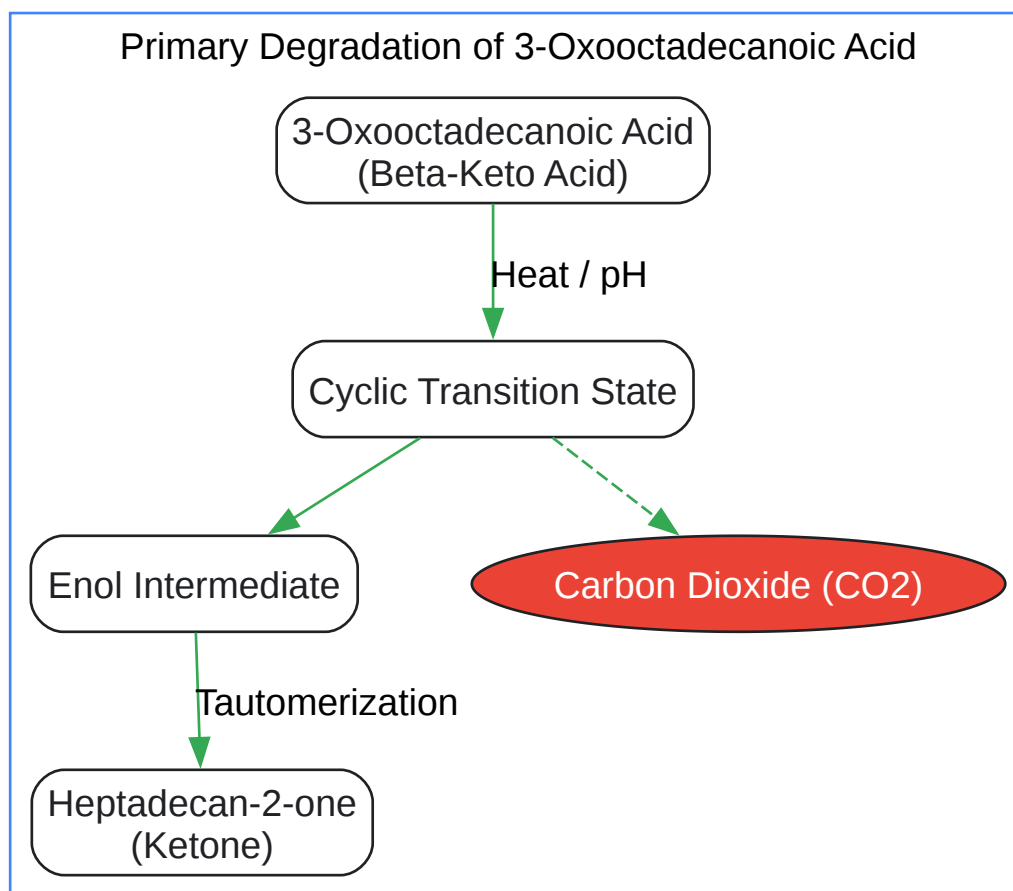 Primary Degradation of 3-Oxooctadecanoic Acid
3-Oxooctadecanoic Acid
(Beta-Keto Acid)
Heat / pH
Cyclic Transition State
Enol Intermediate
Carbon Dioxide (CO2)
Tautomerization
Heptadecan-2-one
(Ketone)